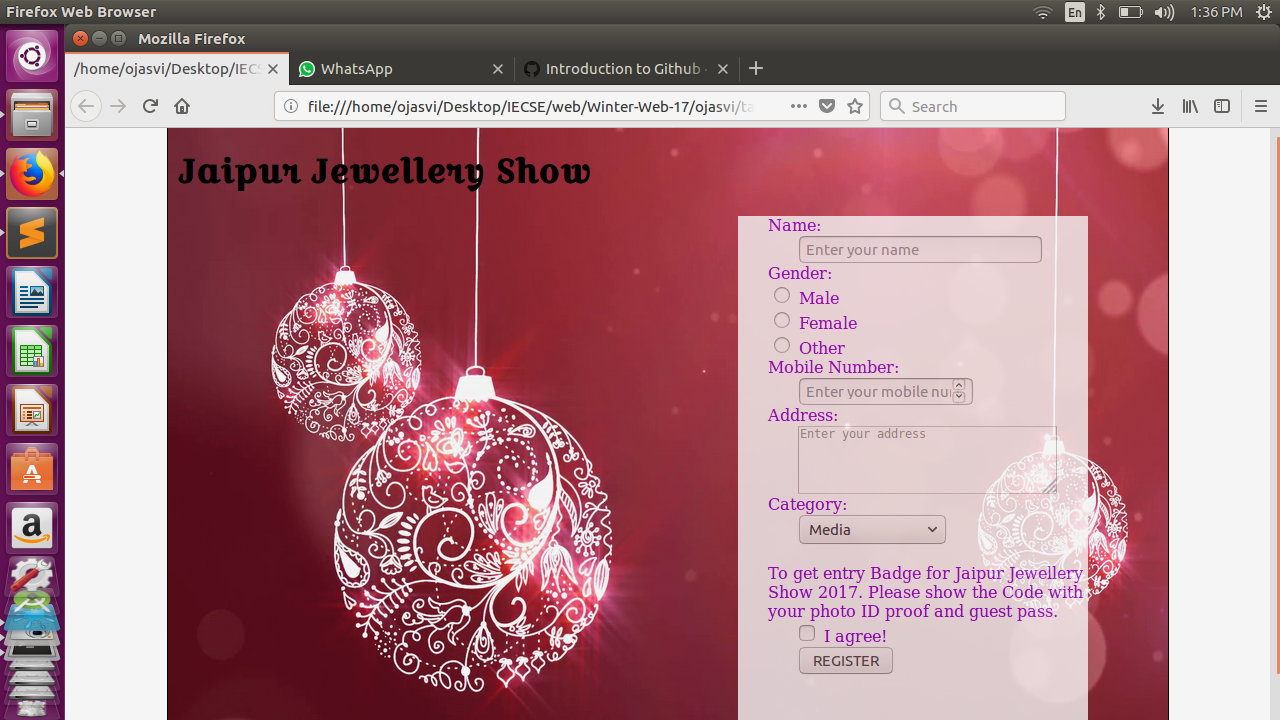 Firefox Web Browser
En
1:36 PM
Mozilla Firefox
/home/ojasvi/Desktop/IECS
WhatsApp
Introduction to Github
file:///home/ojasvi/Desktop/IECSE/web/Winter-Web-17/ojasvi/ta
Search
Jaipur Jewellery Show
Name:
Enter your name
Gender:
Male
Female
Other
Mobile Number:
Enter your mobile nu
Address:
Enter your address
Category:
Media
To get entry Badge for Jaipur Jewellery
Show 2017. Please show the Code with
your photo ID proof and guest pass.
I agree!
REGISTER